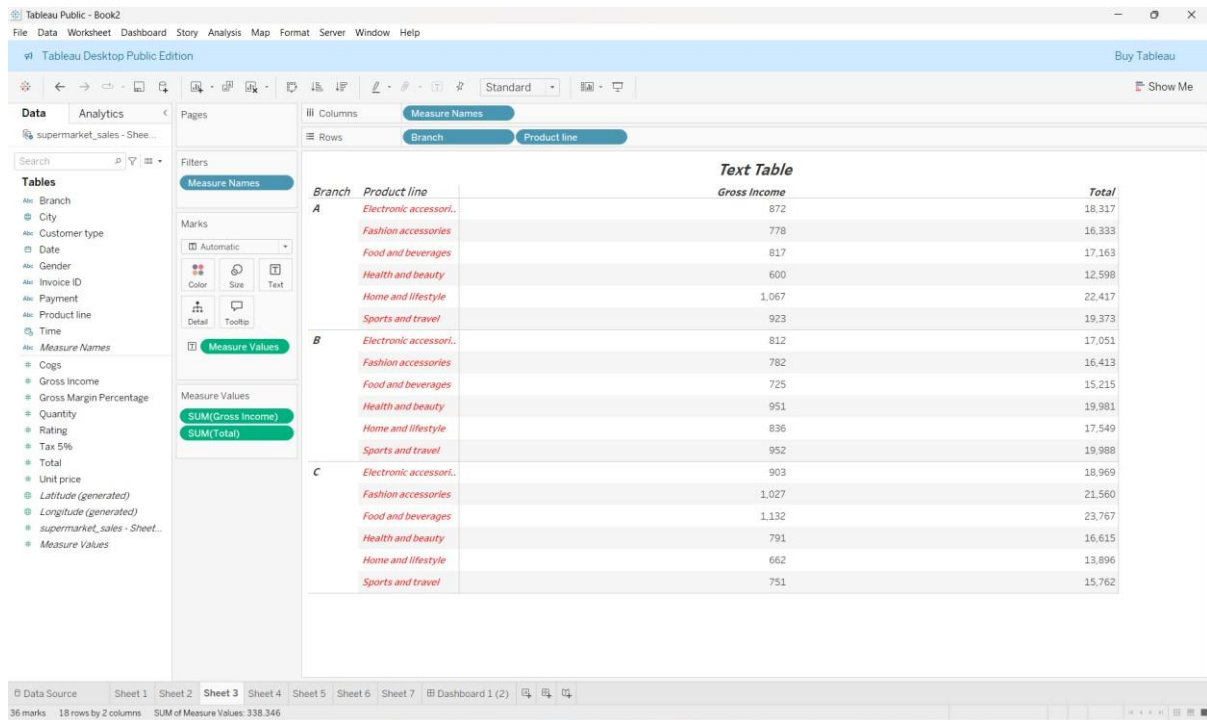 Tableau Public - Book2
File Data Worksheet Dashboard Story Analysis Map Format Server Window Help
Tableau Desktop Public Edition Buy Tableau
Standard Show Me
Data Analytics
supermarket_sales - Shee...
Search
Tables
Abc Branch
City
Abc Customer type
Date
Abc Gender
Abc Invoice ID
Abc Payment
Abc Product line
Time
Abc Measure Names
# Cogs
# Gross Income
# Gross Margin Percentage
# Quantity
# Rating
# Tax 5%
# Total
# Unit price
Latitude (generated)
Longitude (generated)
# supermarket_sales - Sheet...
# Measure Values
Pages
Filters
Measure Names
Marks
Automatic
Color Size Text
Detail Tooltip
Measure Values
Measure Values
SUM(Gross Income)
SUM(Total)
Columns Measure Names
Rows Branch Product line
Text Table
Branch Product line Gross Income Total
A Electronic accessori.. 872 18,317
Fashion accessories 778 16,333
Food and beverages 817 17,163
Health and beauty 600 12,598
Home and lifestyle 1,067 22,417
Sports and travel 923 19,373
B Electronic accessori.. 812 17,051
Fashion accessories 782 16,413
Food and beverages 725 15,215
Health and beauty 951 19,981
Home and lifestyle 836 17,549
Sports and travel 952 19,988
C Electronic accessori.. 903 18,969
Fashion accessories 1,027 21,560
Food and beverages 1,132 23,767
Health and beauty 791 16,615
Home and lifestyle 662 13,896
Sports and travel 751 15,762
Data Source Sheet 1 Sheet 2 Sheet 3 Sheet 4 Sheet 5 Sheet 6 Sheet 7 Dashboard 1 (2)
36 marks 18 rows by 2 columns SUM of Measure Values: 338,346